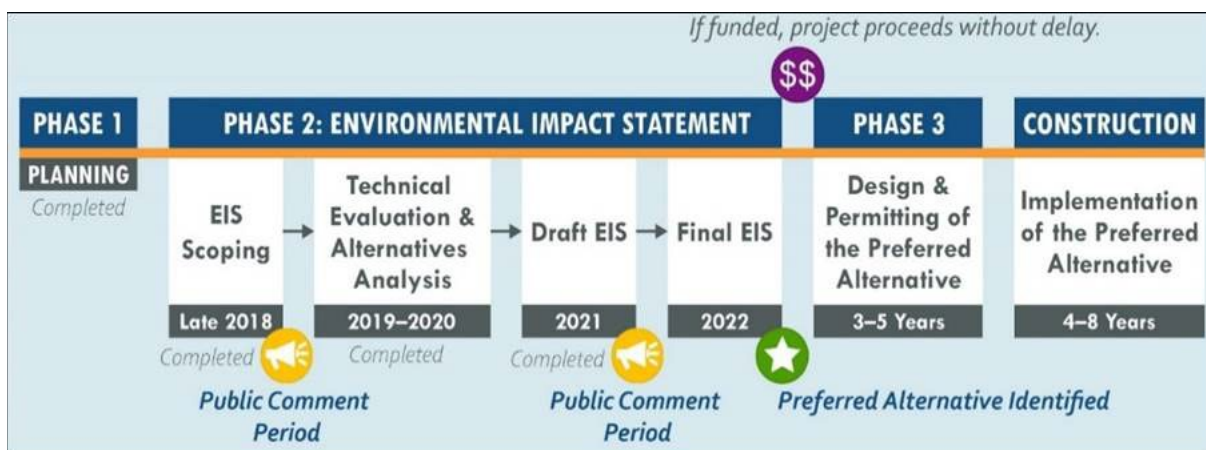 If funded, project proceeds without delay.
$$
PHASE 1
PHASE 2: ENVIRONMENTAL IMPACT STATEMENT
PHASE 3
CONSTRUCTION
PLANNING
Completed
EIS
Scoping
Late 2018
Completed
Public Comment
Period
Technical
Evaluation &
Alternatives
Analysis
2019–2020
Completed
Draft EIS
2021
Completed
Public Comment
Period
Final EIS
2022
Preferred Alternative Identified
Design &
Permitting of
the Preferred
Alternative
3–5 Years
Implementation
of the Preferred
Alternative
4–8 Years